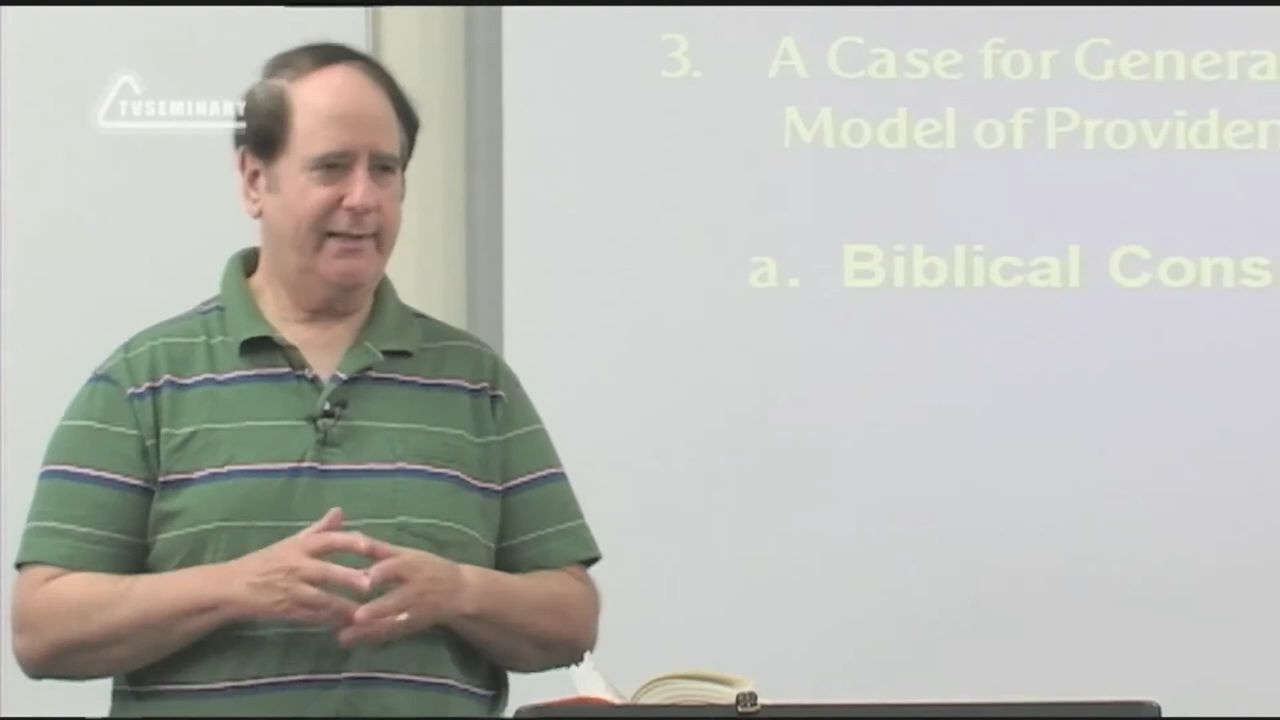 TVSEMINARY
3. A Case for Genera
Model of Providen
a. Biblical Cons